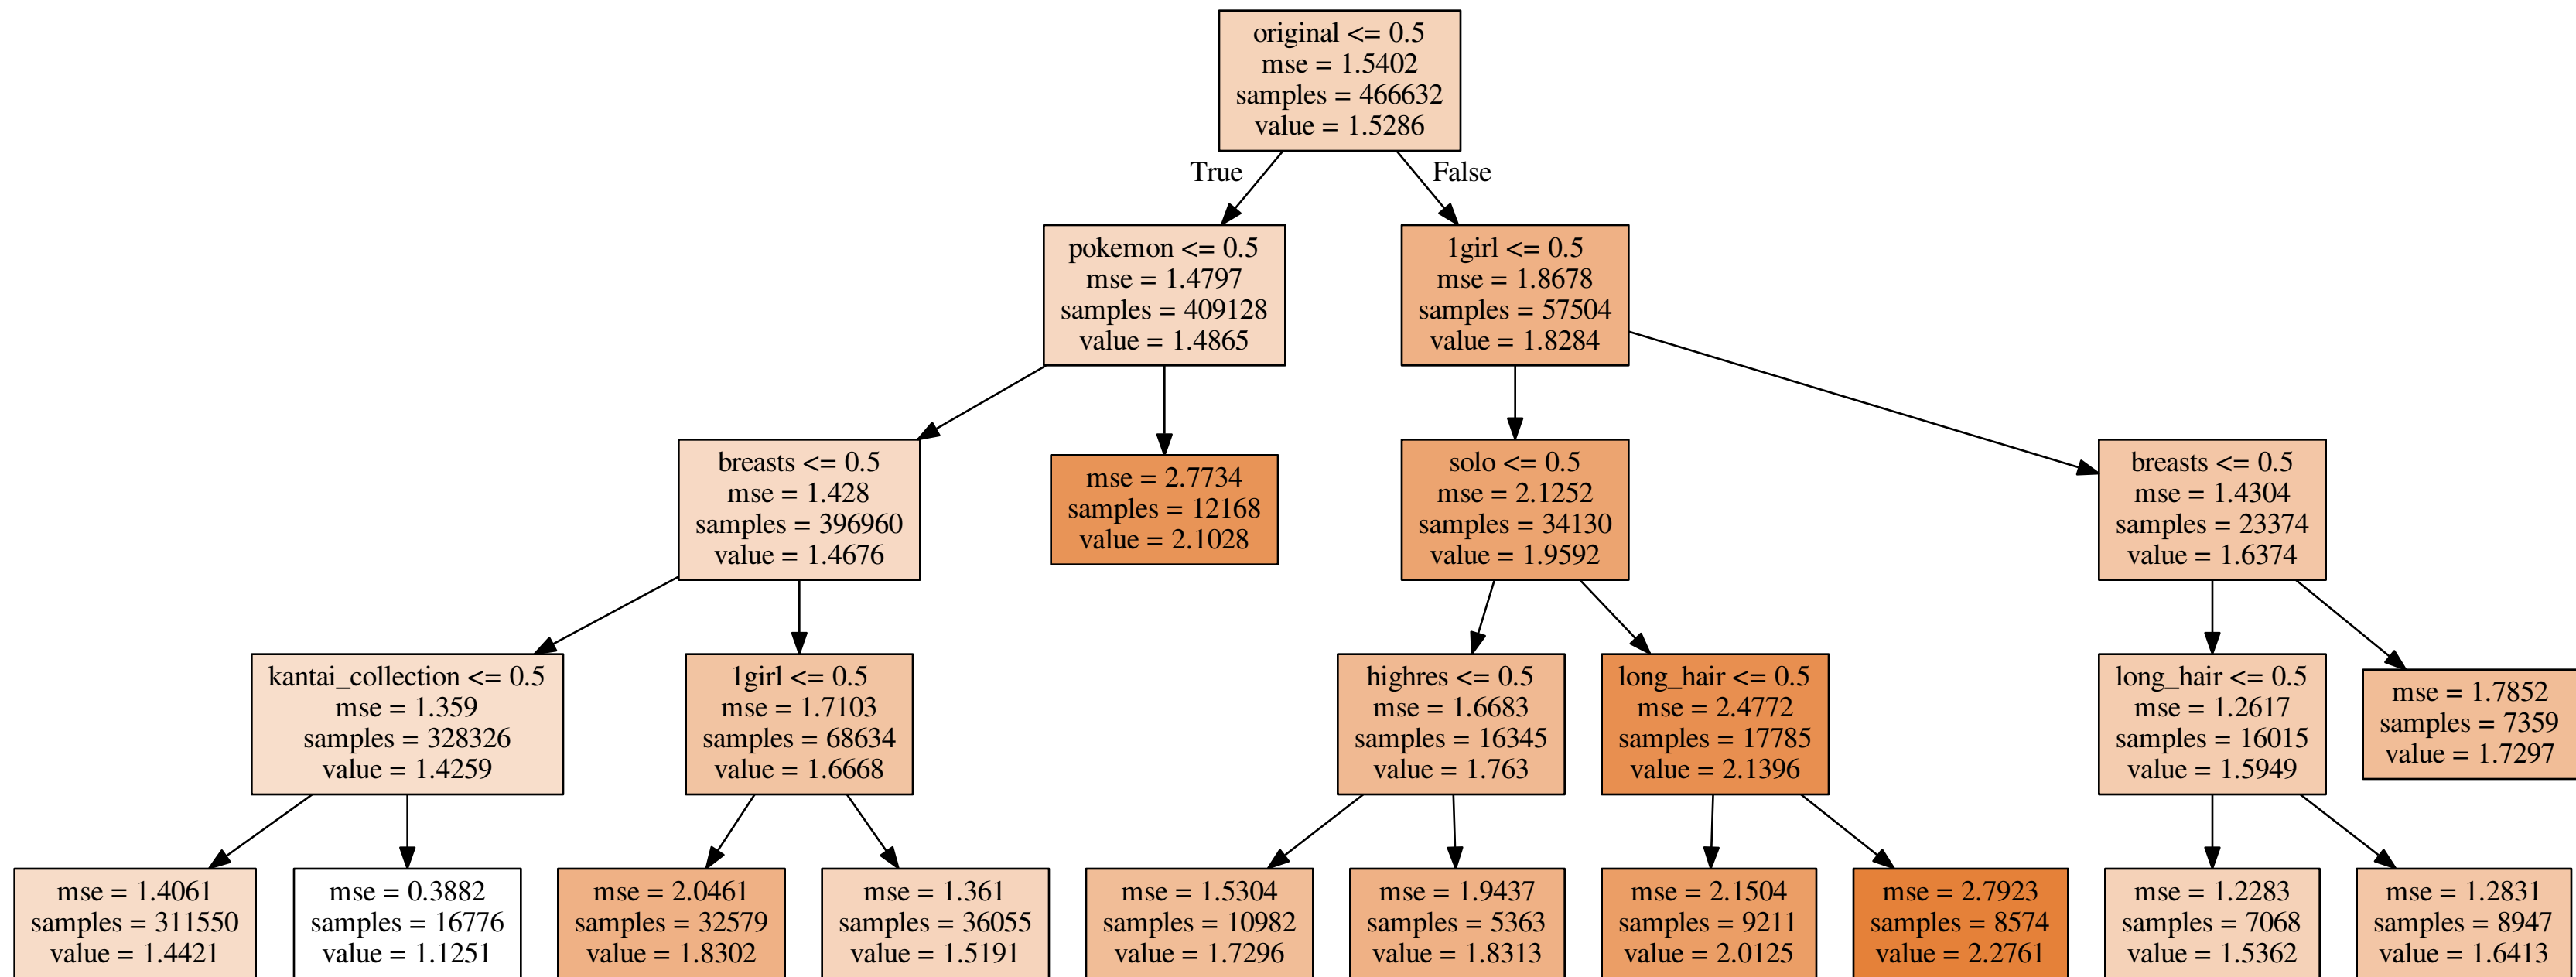 original <= 0.5
mse = 1.5402
samples = 466632
value = 1.5286
True
False
pokemon <= 0.5
mse = 1.4797
samples = 409128
value = 1.4865
1girl <= 0.5
mse = 1.8678
samples = 57504
value = 1.8284
breasts <= 0.5
mse = 1.428
samples = 396960
value = 1.4676
mse = 2.7734
samples = 12168
value = 2.1028
solo <= 0.5
mse = 2.1252
samples = 34130
value = 1.9592
breasts <= 0.5
mse = 1.4304
samples = 23374
value = 1.6374
kantai_collection <= 0.5
mse = 1.359
samples = 328326
value = 1.4259
1girl <= 0.5
mse = 1.7103
samples = 68634
value = 1.6668
highres <= 0.5
mse = 1.6683
samples = 16345
value = 1.763
long_hair <= 0.5
mse = 2.4772
samples = 17785
value = 2.1396
long_hair <= 0.5
mse = 1.2617
samples = 16015
value = 1.5949
mse = 1.7852
samples = 7359
value = 1.7297
mse = 1.4061
samples = 311550
value = 1.4421
mse = 0.3882
samples = 16776
value = 1.1251
mse = 2.0461
samples = 32579
value = 1.8302
mse = 1.361
samples = 36055
value = 1.5191
mse = 1.5304
samples = 10982
value = 1.7296
mse = 1.9437
samples = 5363
value = 1.8313
mse = 2.1504
samples = 9211
value = 2.0125
mse = 2.7923
samples = 8574
value = 2.2761
mse = 1.2283
samples = 7068
value = 1.5362
mse = 1.2831
samples = 8947
value = 1.6413